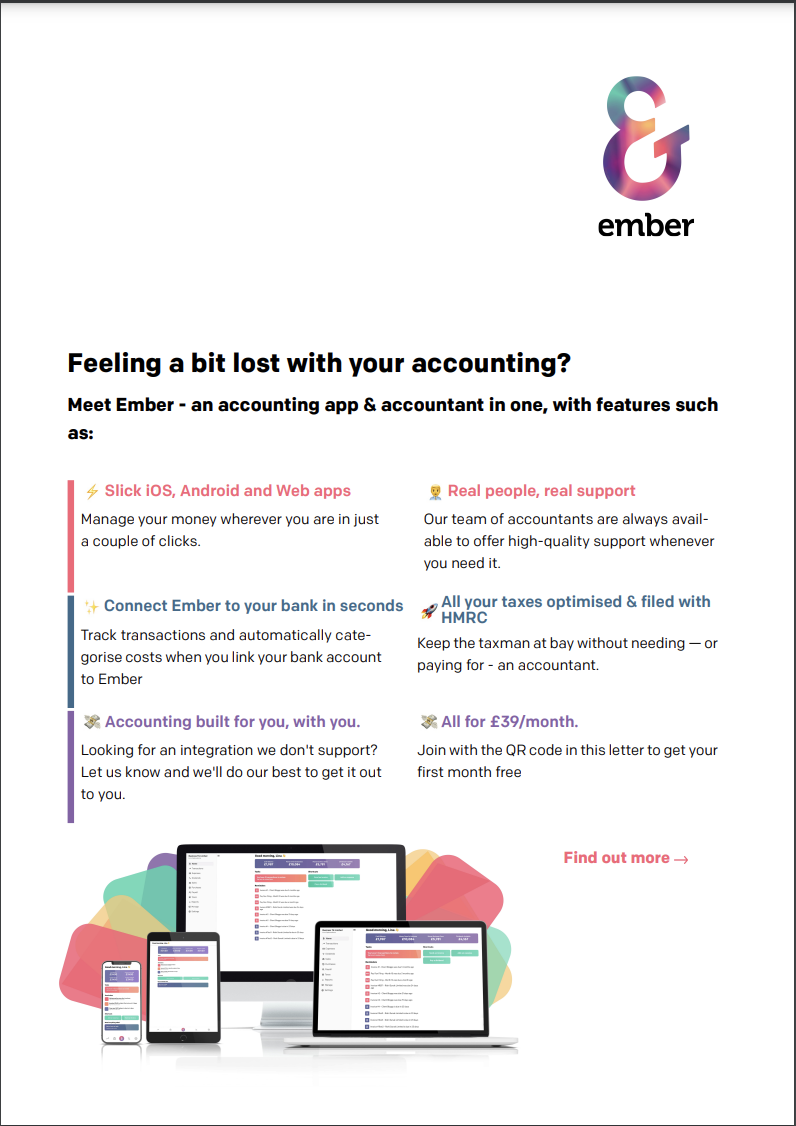 ember
Feeling a bit lost with your accounting?
Meet Ember - an accounting app & accountant in one, with features such
as:
⚡ Slick iOS, Android and Web apps
Manage your money wherever you are in just
a couple of clicks.
👨‍💼 Real people, real support
Our team of accountants are always avail-
able to offer high-quality support whenever
you need it.
✨ Connect Ember to your bank in seconds
Track transactions and automatically cate-
gorise costs when you link your bank account
to Ember
🚀 All your taxes optimised & filed with
HMRC
Keep the taxman at bay without needing — or
paying for - an accountant.
💸 Accounting built for you, with you.
Looking for an integration we don't support?
Let us know and we'll do our best to get it out
to you.
💸 All for £39/month.
Join with the QR code in this letter to get your
first month free
Find out more →